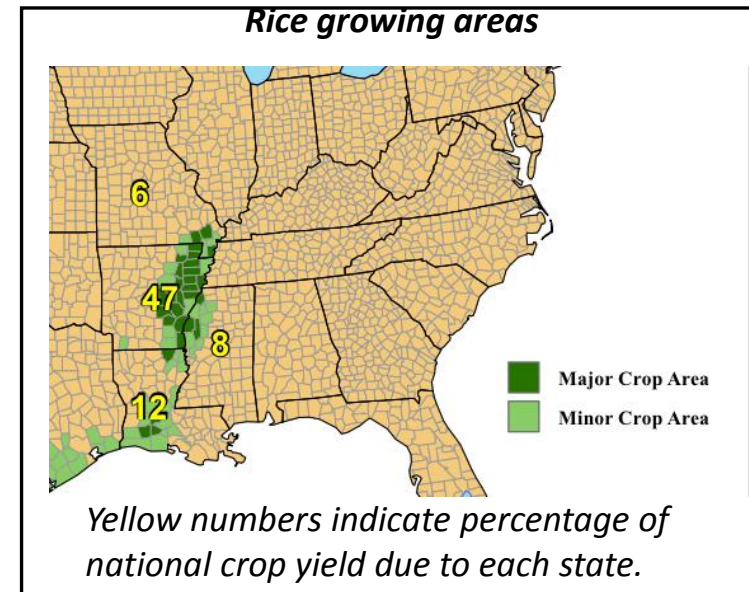 Rice growing areas
6
47
8
12
Major Crop Area
Minor Crop Area
Yellow numbers indicate percentage of
national crop yield due to each state.